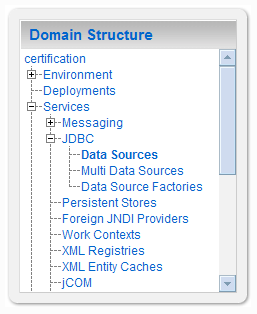 Domain Structure
certification
Environment
Deployments
Services
Messaging
JDBC
Data Sources
Multi Data Sources
Data Source Factories
Persistent Stores
Foreign JNDI Providers
Work Contexts
XML Registries
XML Entity Caches
jCOM